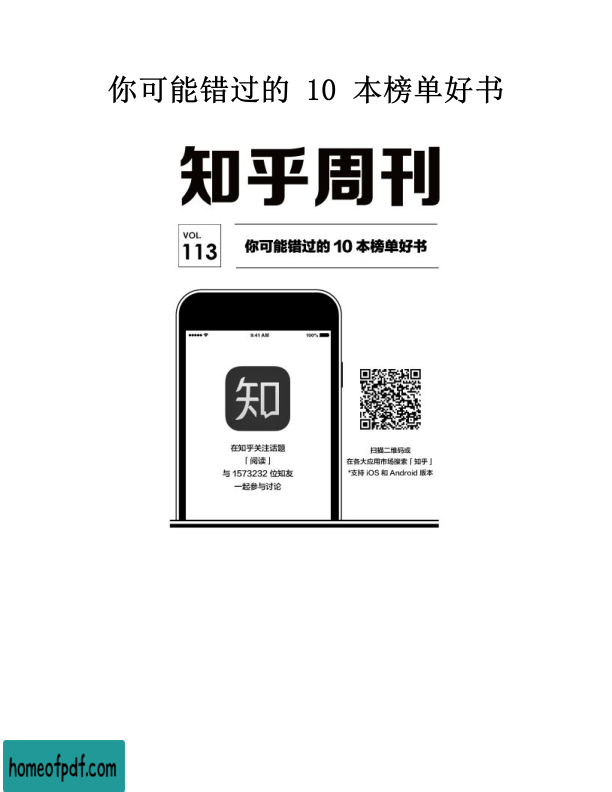 你可能错过的 10 本榜单好书
知乎周刊
VOL.
113
你可能错过的 10 本榜单好书
9:41 AM
100%
知
在知乎关注话题
「阅读」
与 1573232 位知友
一起参与讨论
扫描二维码或
在各大应用市场搜索「知乎」
*支持 iOS 和 Android 版本
homeofpdf.com